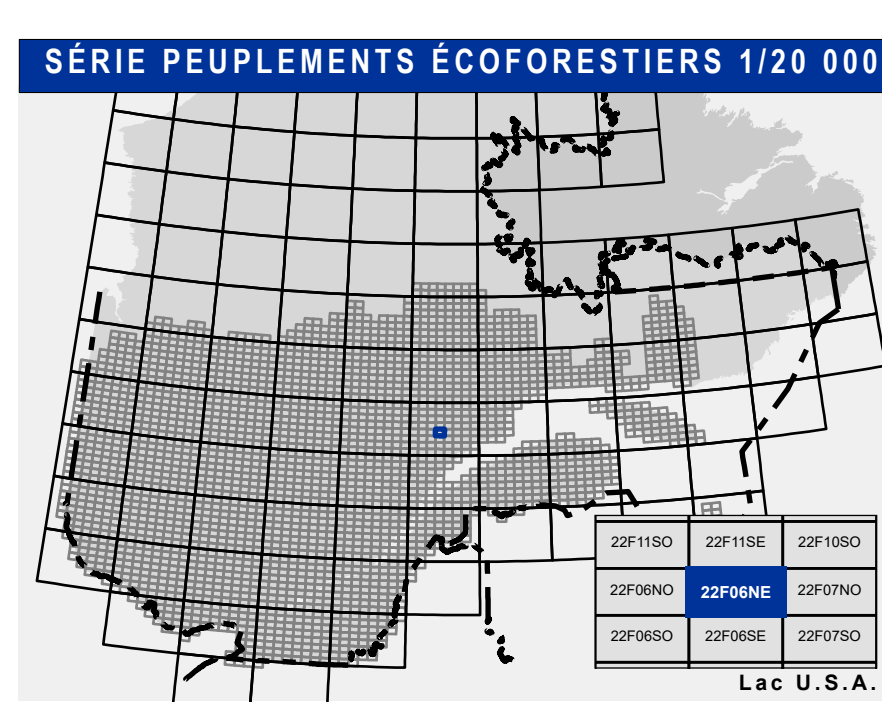 SÉRIE PEUPLEMENTS ÉCOFORESTIERS 1/20 000
22F11SO 22F11SE 22F10SO
22F06NO 22F06NE 22F07NO
22F06SO 22F06SE 22F07SO
Lac U.S.A.